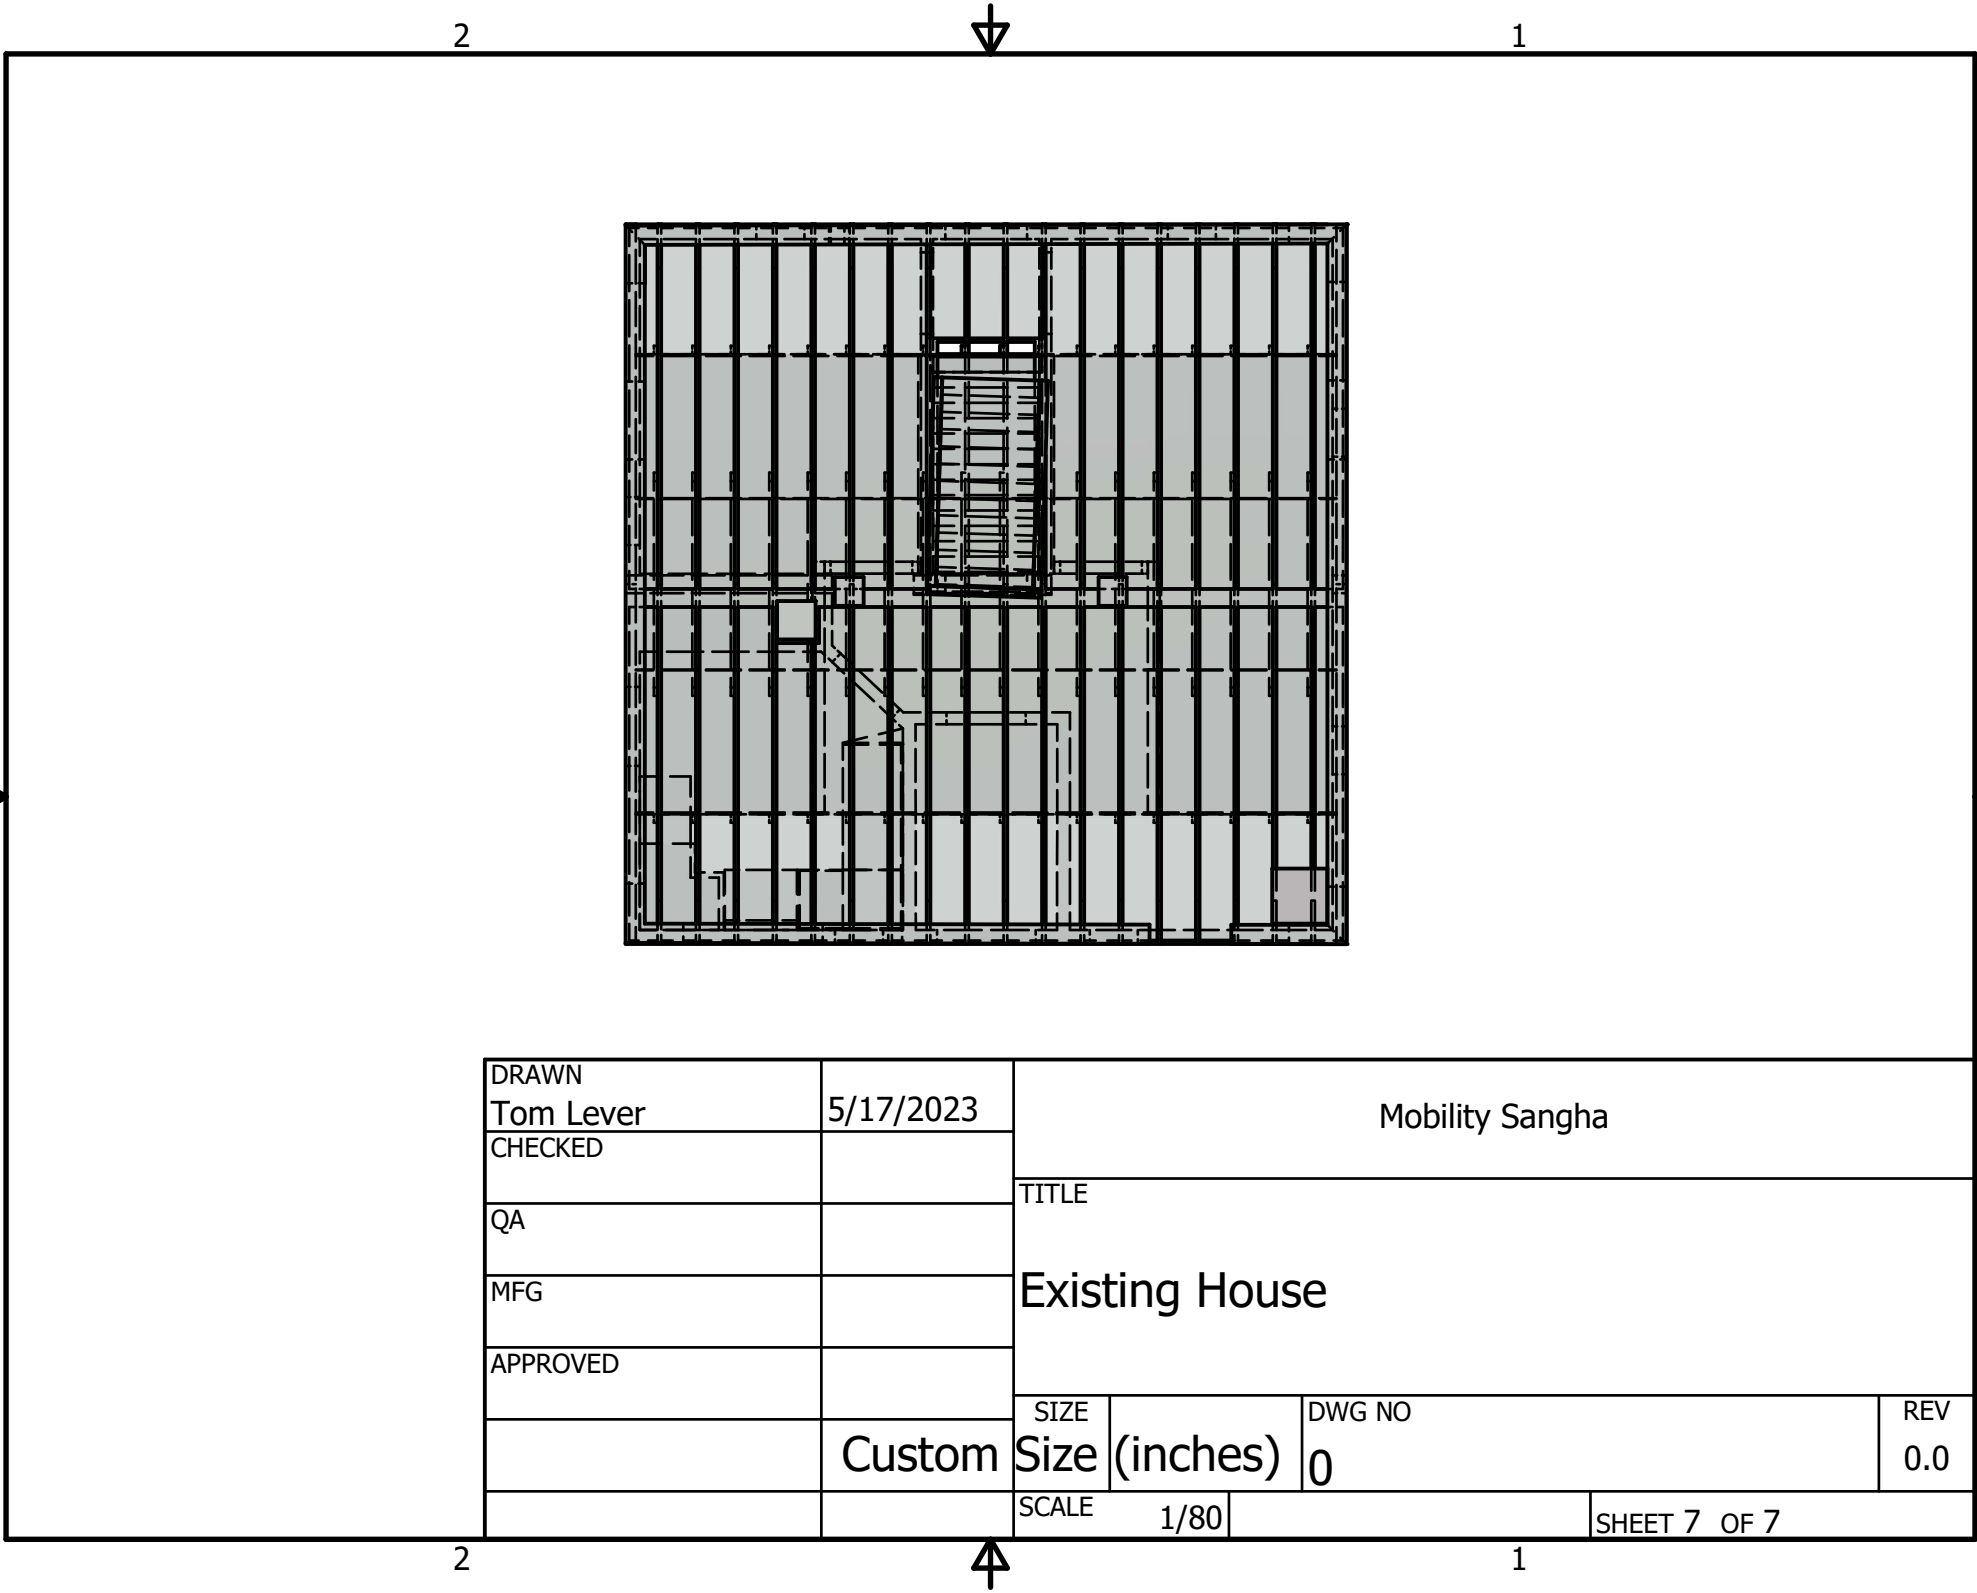 2 1
DRAWN
Tom Lever 5/17/2023
Mobility Sangha
CHECKED
TITLE
QA
Existing House
MFG
APPROVED
SIZE DWG NO REV
Custom Size (inches) 0 0.0
SCALE 1/80 SHEET 7 OF 7
2 1